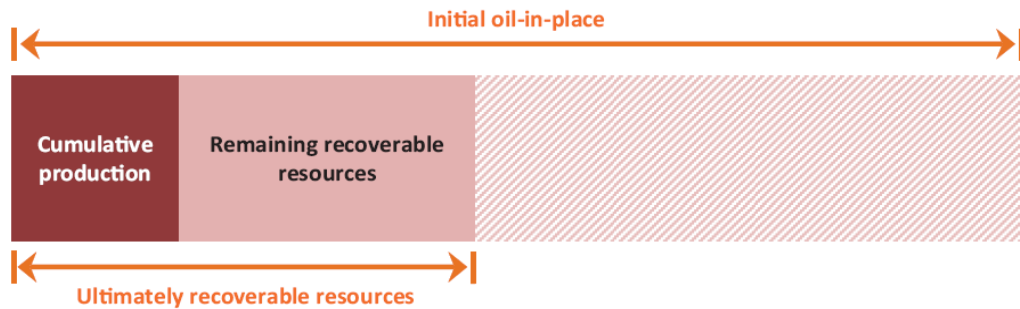 Initial oil-in-place
Cumulative
production
Remaining recoverable
resources
Ultimately recoverable resources